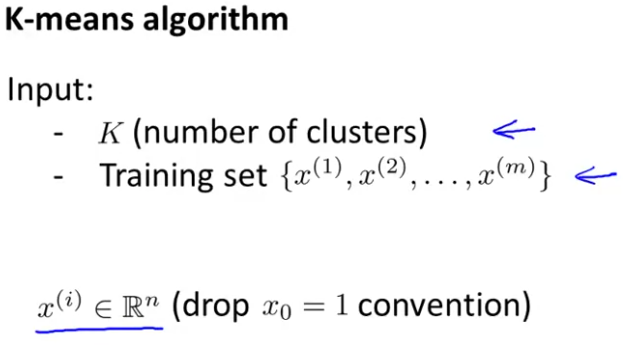 K-means algorithm
Input:
- K (number of clusters)
- Training set {x^{(1)}, x^{(2)}, . . . , x^{(m)}}
x^{(i)} ∈ ℝ^n (drop x_0 = 1 convention)